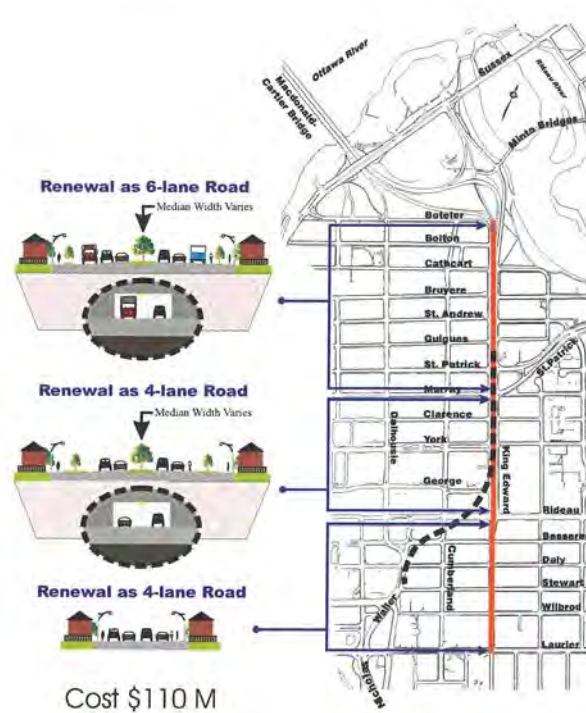 Renewal as 6-lane Road
Median Width Varies
Renewal as 4-lane Road
Median Width Varies
Renewal as 4-lane Road
Cost $110 M
Ottawa River
Macdonald-
Cartier Bridge
Sussex
Rideau River
Minto Bridges
Boteler
Bolton
Cathcart
Bruyere
St. Andrew
Guigues
St. Patrick
St.Patrick
Murray
Clarence
York
Dalhousie
George
King Edward
Rideau
Besserer
Daly
Cumberland
Stewart
Waller
Wilbrod
Laurier
Nicholas